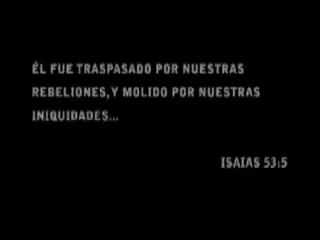 ÉL FUE TRASPASADO POR NUESTRAS
REBELIONES,Y MOLIDO POR NUESTRAS
INIQUIDADES...
ISAIAS 53:5